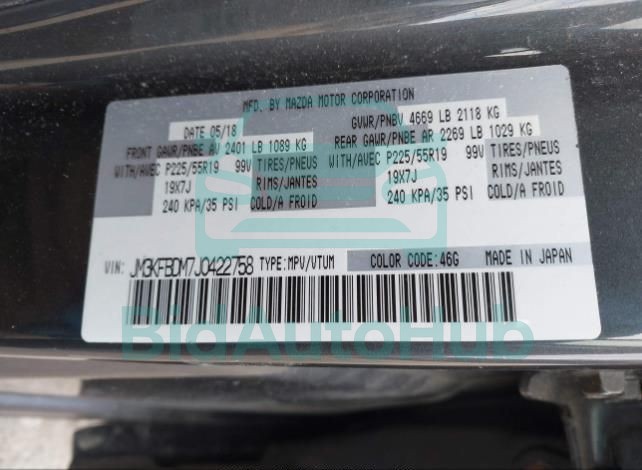 MFD. BY MAZDA MOTOR CORPORATION
DATE 05/18 GVWR/PNBV 4669 LB 2118 KG
FRONT GAWR/PNBE AV 2401 LB 1089 KG REAR GAWR/PNBE AR 2269 LB 1029 KG
WITH/AVEC P225/55R19 99V TIRES/PNEUS WITH/AVEC P225/55R19 99V TIRES/PNEUS
19X7J RIMS/JANTES 19X7J RIMS/JANTES
240 KPA/35 PSI COLD/A FROID 240 KPA/35 PSI COLD/A FROID
VIN: JM3KFBDM7J0422758 TYPE:MPV/VTUM COLOR CODE:46G MADE IN JAPAN
BidAutoHub